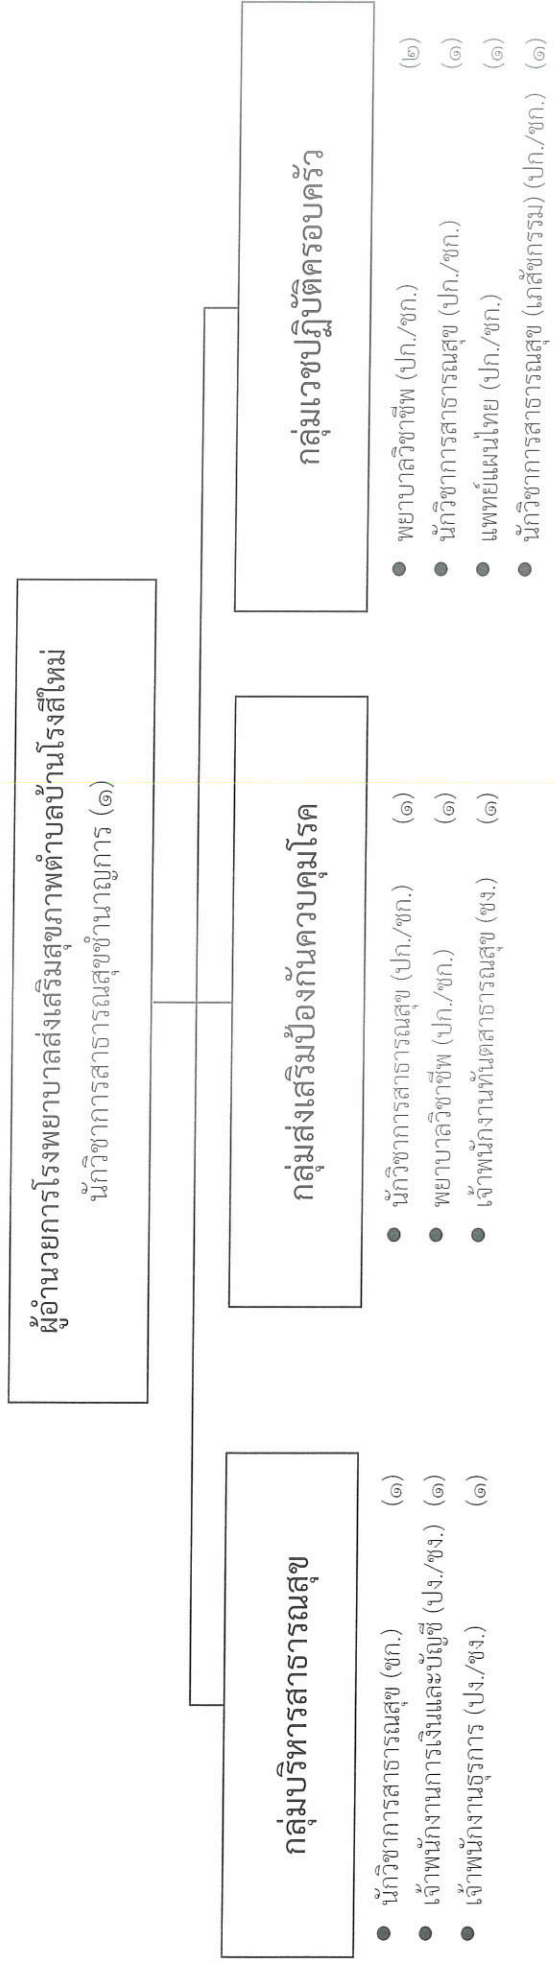 ผู้อำนวยการโรงพยาบาลส่งเสริมสุขภาพตำบลบ้านโรงสีใหม่
นักวิชาการสาธารณสุขชำนาญการ (๑)
กลุ่มบริหารสาธารณสุข
● นักวิชาการสาธารณสุข (ชก.) (๑)
● เจ้าพนักงานการเงินและบัญชี (ปง./ชง.) (๑)
● เจ้าพนักงานธุรการ (ปง./ชง.) (๑)
กลุ่มส่งเสริมป้องกันควบคุมโรค
● นักวิชาการสาธารณสุข (ปก./ชก.) (๑)
● พยาบาลวิชาชีพ (ปก./ชก.) (๑)
● เจ้าพนักงานทันตสาธารณสุข (ชง.) (๑)
กลุ่มเวชปฏิบัติครอบครัว
● พยาบาลวิชาชีพ (ปก./ชก.) (๒)
● นักวิชาการสาธารณสุข (ปก./ชก.) (๑)
● แพทย์แผนไทย (ปก./ชก.) (๑)
● นักวิชาการสาธารณสุข (เภสัชกรรม) (ปก./ชก.) (๑)